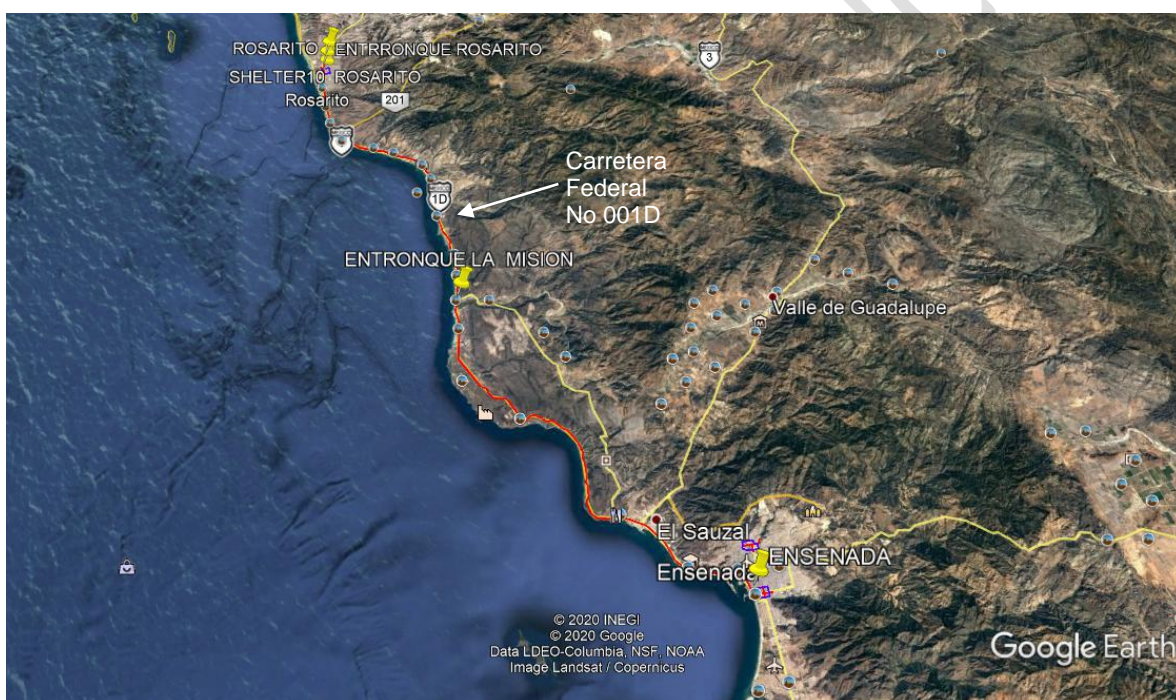 ROSARITO
ENTRRONQUE ROSARITO
SHELTER10 ROSARITO
Rosarito
201
3
1D
Carretera
Federal
No 001D
ENTRONQUE LA MISION
Valle de Guadalupe
El Sauzal
ENSENADA
Ensenada
© 2020 INEGI
© 2020 Google
Data LDEO-Columbia, NSF, NOAA
Image Landsat / Copernicus
Google Earth